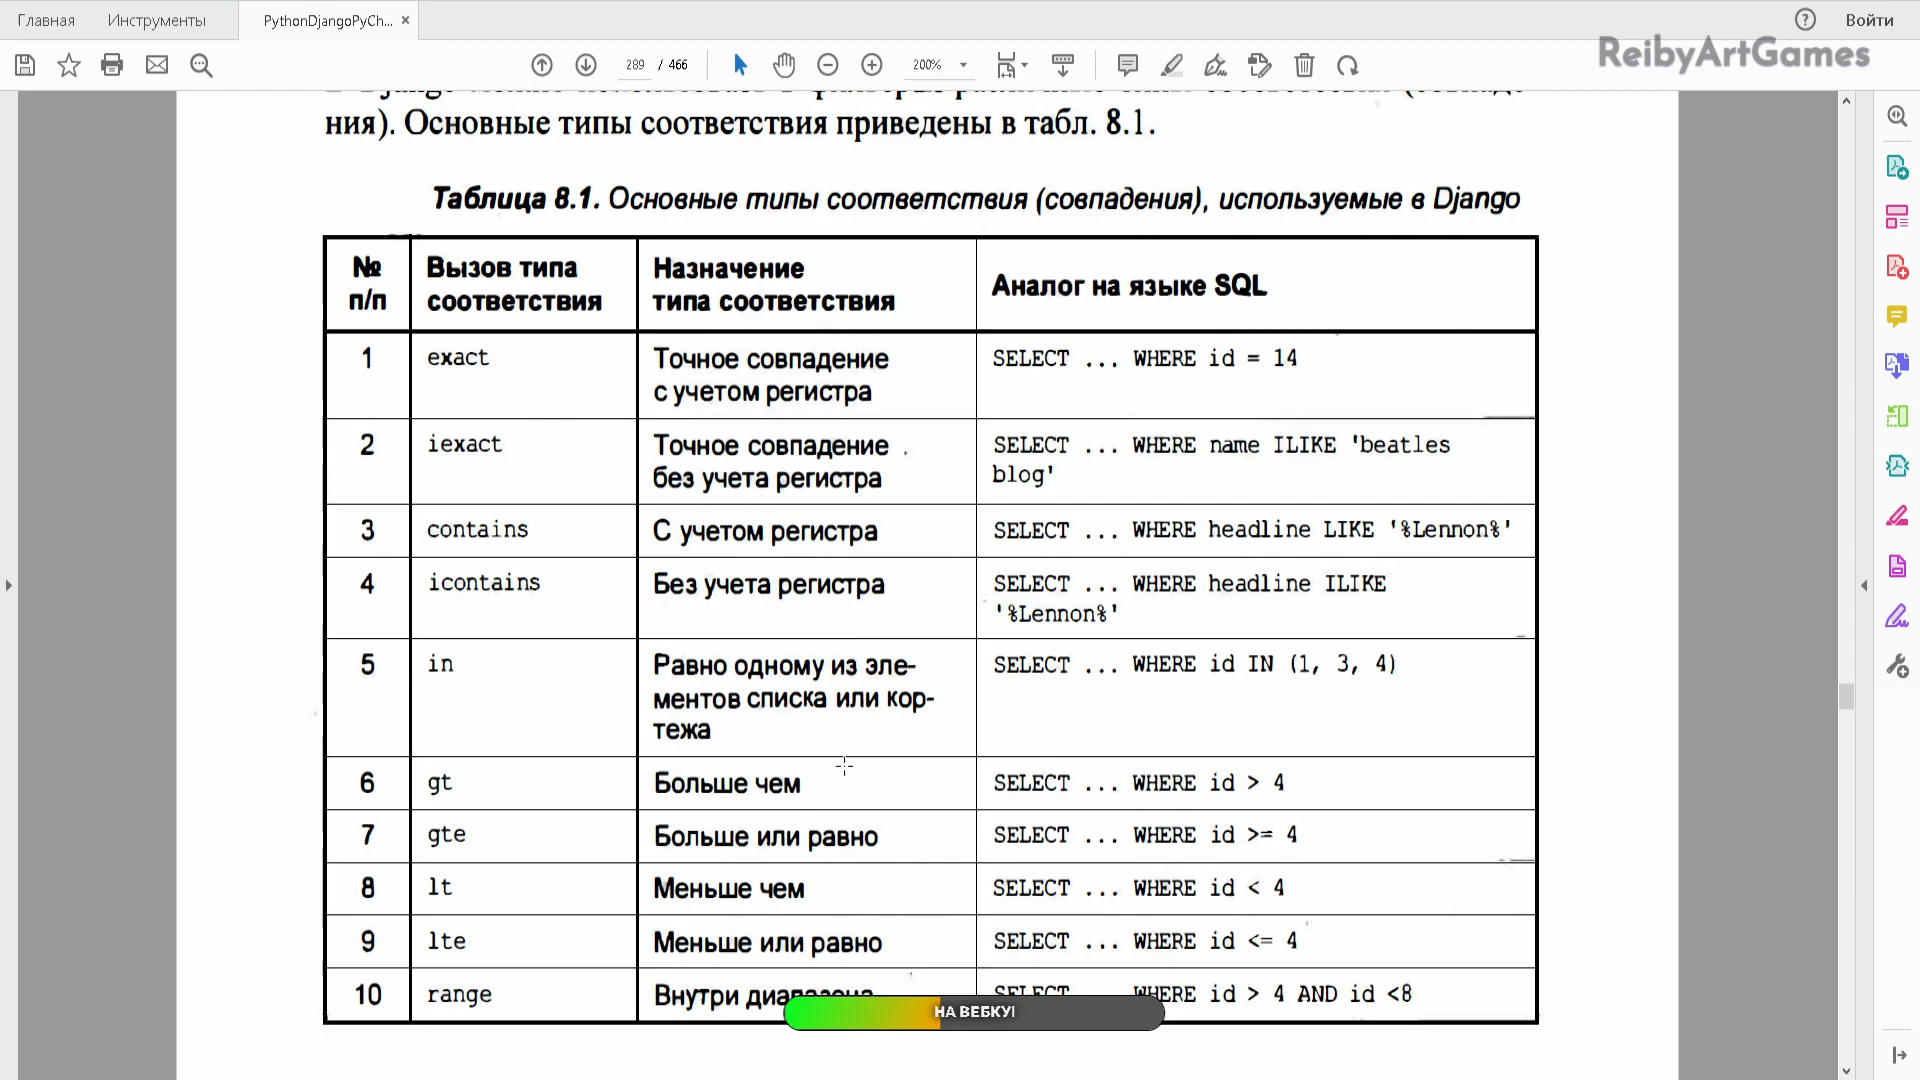 Главная Инструменты PythonDjangoPyCh... × ? Войти
ReibyArtGames
289 / 466 200%
ния). Основные типы соответствия приведены в табл. 8.1.
Таблица 8.1. Основные типы соответствия (совпадения), используемые в Django
№ п/п Вызов типа соответствия Назначение типа соответствия Аналог на языке SQL
1 exact Точное совпадение SELECT ... WHERE id = 14
с учетом регистра
2 iexact Точное совпадение SELECT ... WHERE name ILIKE 'beatles
без учета регистра blog'
3 contains С учетом регистра SELECT ... WHERE headline LIKE '%Lennon%'
4 icontains Без учета регистра SELECT ... WHERE headline ILIKE
'%Lennon%'
5 in Равно одному из эле- SELECT ... WHERE id IN (1, 3, 4)
ментов списка или кор-
тежа
6 gt Больше чем SELECT ... WHERE id > 4
7 gte Больше или равно SELECT ... WHERE id >= 4
8 lt Меньше чем SELECT ... WHERE id < 4
9 lte Меньше или равно SELECT ... WHERE id <= 4
10 range Внутри диапазона SELECT ... WHERE id > 4 AND id <8
НА ВЕБКУ!